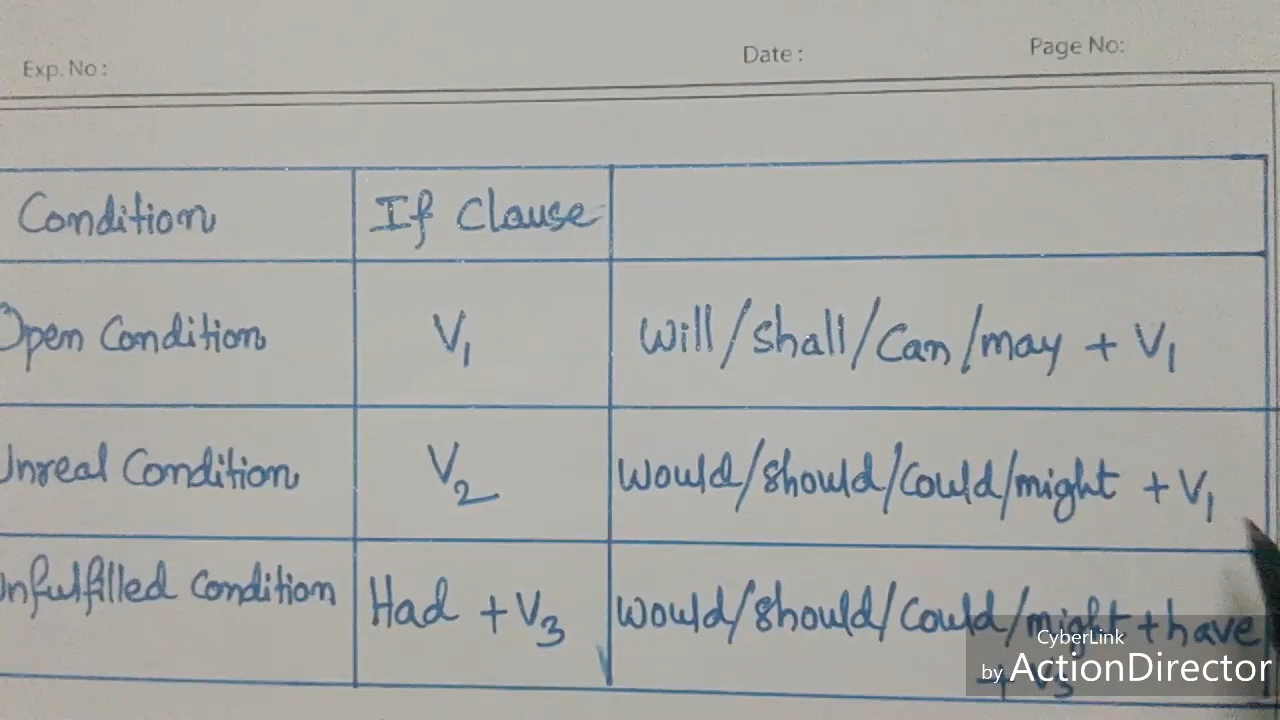 Exp. No :
Date :
Page No:
Condition
If Clause
Open Condition
V1
Will/Shall/Can/may + V1
Unreal Condition
V2
Would/Should/Could/might + V1
Unfulfilled Condition
Had + V3
Would/Should/Could/might + have
+ V3
CyberLink
by ActionDirector